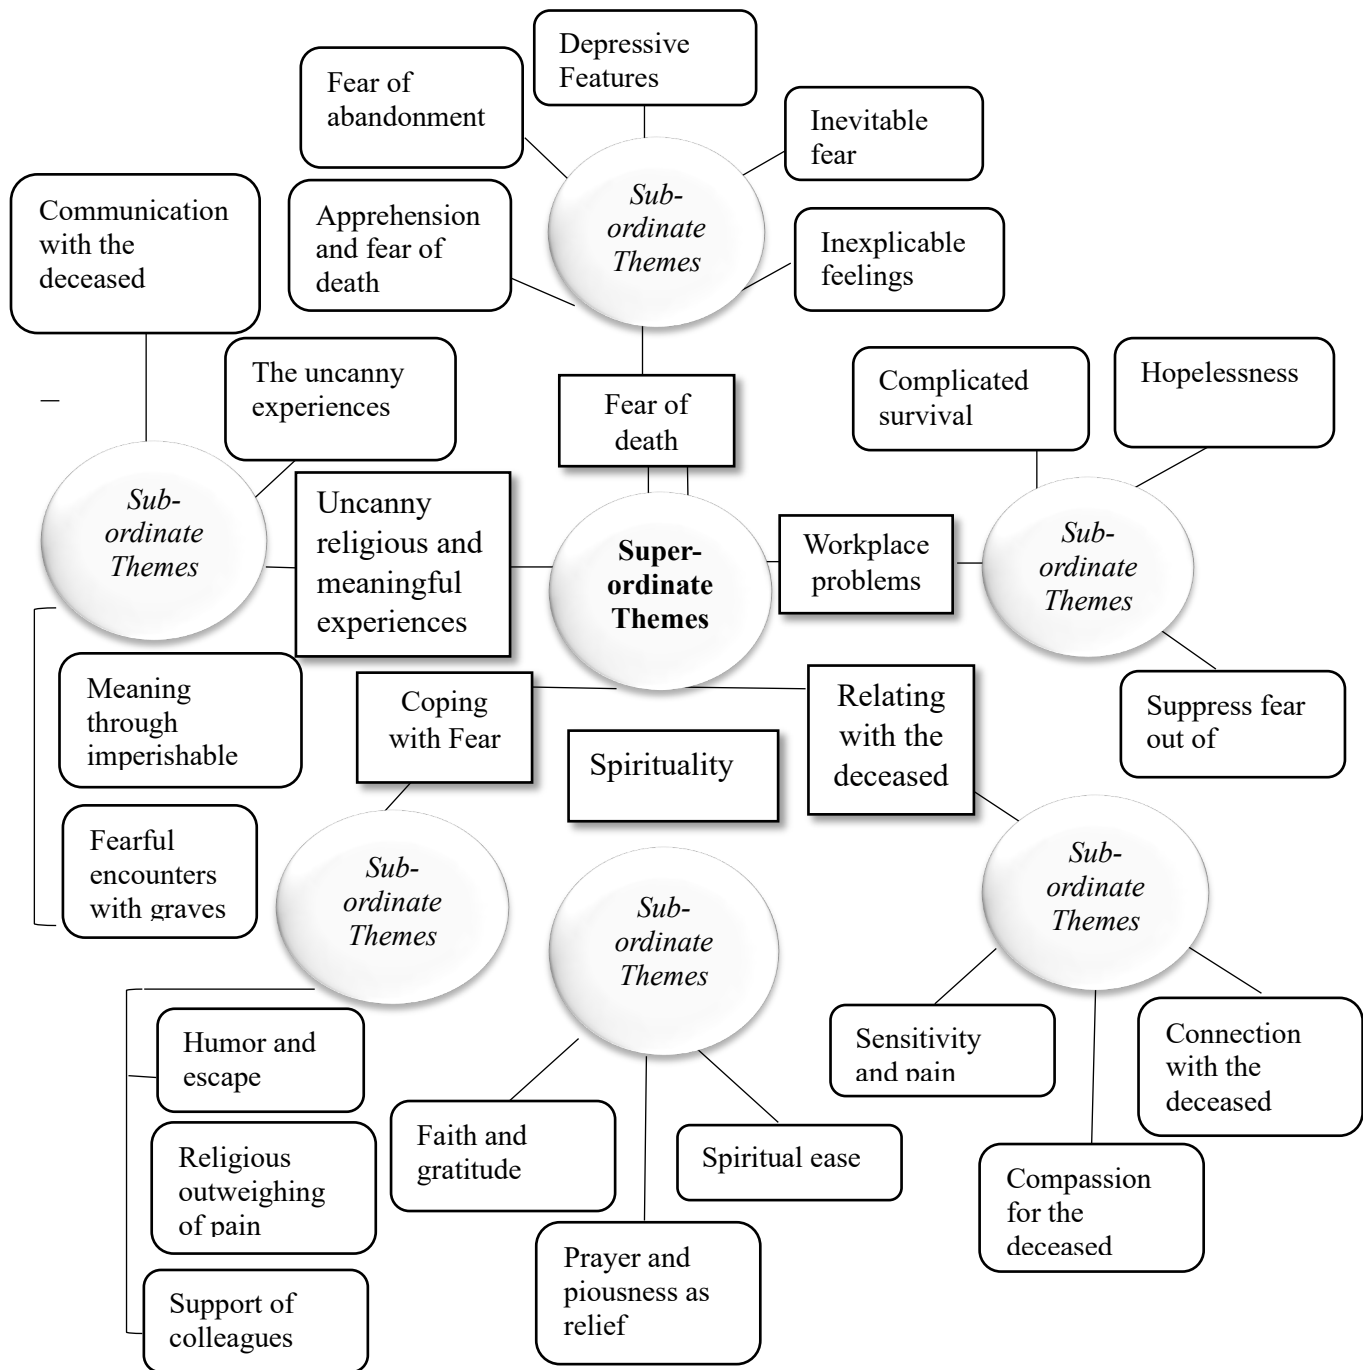 Depressive
Features
Fear of
abandonment
Inevitable
fear
Sub-
ordinate
Themes
Communication
with the
deceased
Apprehension
and fear of
death
Inexplicable
feelings
The uncanny
experiences
Fear of
death
Complicated
survival
Hopelessness
Sub-
ordinate
Themes
Uncanny
religious and
meaningful
experiences
Super-
ordinate
Themes
Workplace
problems
Sub-
ordinate
Themes
Meaning
through
imperishable
Coping
with Fear
Spirituality
Relating
with the
deceased
Suppress fear
out of
Fearful
encounters
with graves
Sub-
ordinate
Themes
Sub-
ordinate
Themes
Sub-
ordinate
Themes
Humor and
escape
Religious
outweighing
of pain
Support of
colleagues
Faith and
gratitude
Prayer and
piousness as
relief
Spiritual ease
Sensitivity
and pain
Compassion
for the
deceased
Connection
with the
deceased